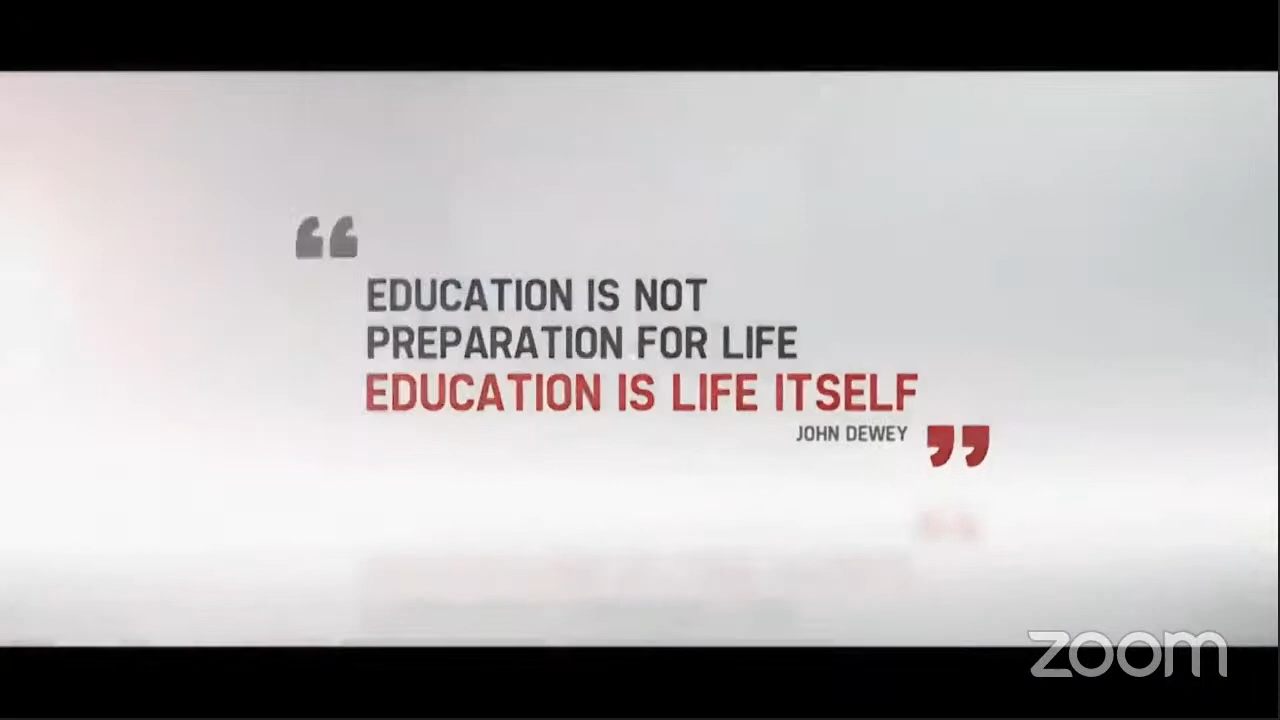 EDUCATION IS NOT
PREPARATION FOR LIFE
EDUCATION IS LIFE ITSELF
JOHN DEWEY
zoom